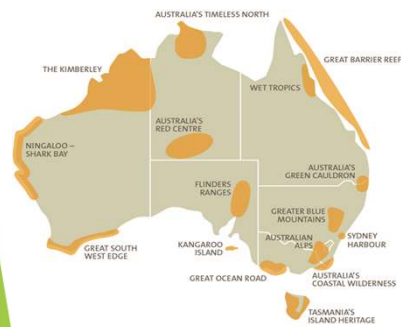 AUSTRALIA'S TIMELESS NORTH
THE KIMBERLEY
GREAT BARRIER REEF
WET TROPICS
AUSTRALIA'S
RED CENTRE
NINGALOO –
SHARK BAY
AUSTRALIA'S
GREEN CAULDRON
FLINDERS
RANGES
GREATER BLUE
MOUNTAINS
AUSTRALIAN
ALPS
SYDNEY
HARBOUR
KANGAROO
ISLAND
GREAT SOUTH
WEST EDGE
GREAT OCEAN ROAD
AUSTRALIA'S
COASTAL WILDERNESS
TASMANIA'S
ISLAND HERITAGE